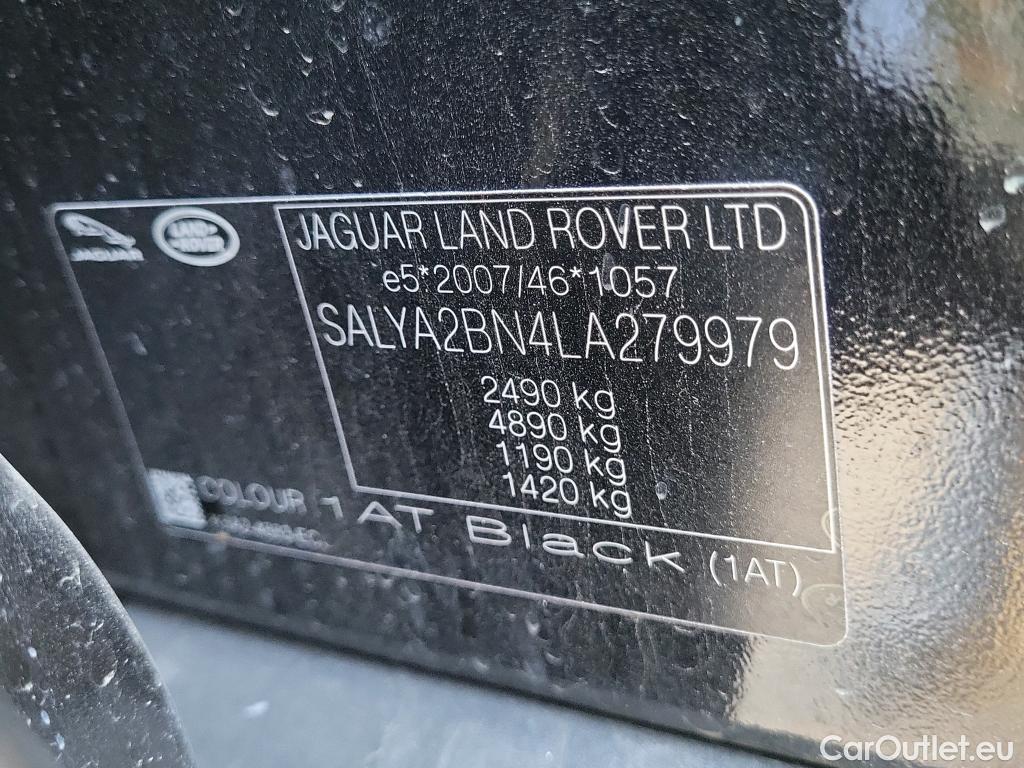 JAGUAR
LAND-
ROVER
JAGUAR LAND ROVER LTD
e5*2007/46*1057
SALYA2BN4LA279979
2490 kg
4890 kg
1190 kg
1420 kg
COLOUR 1AT Black (1AT)
CarOutlet.eu